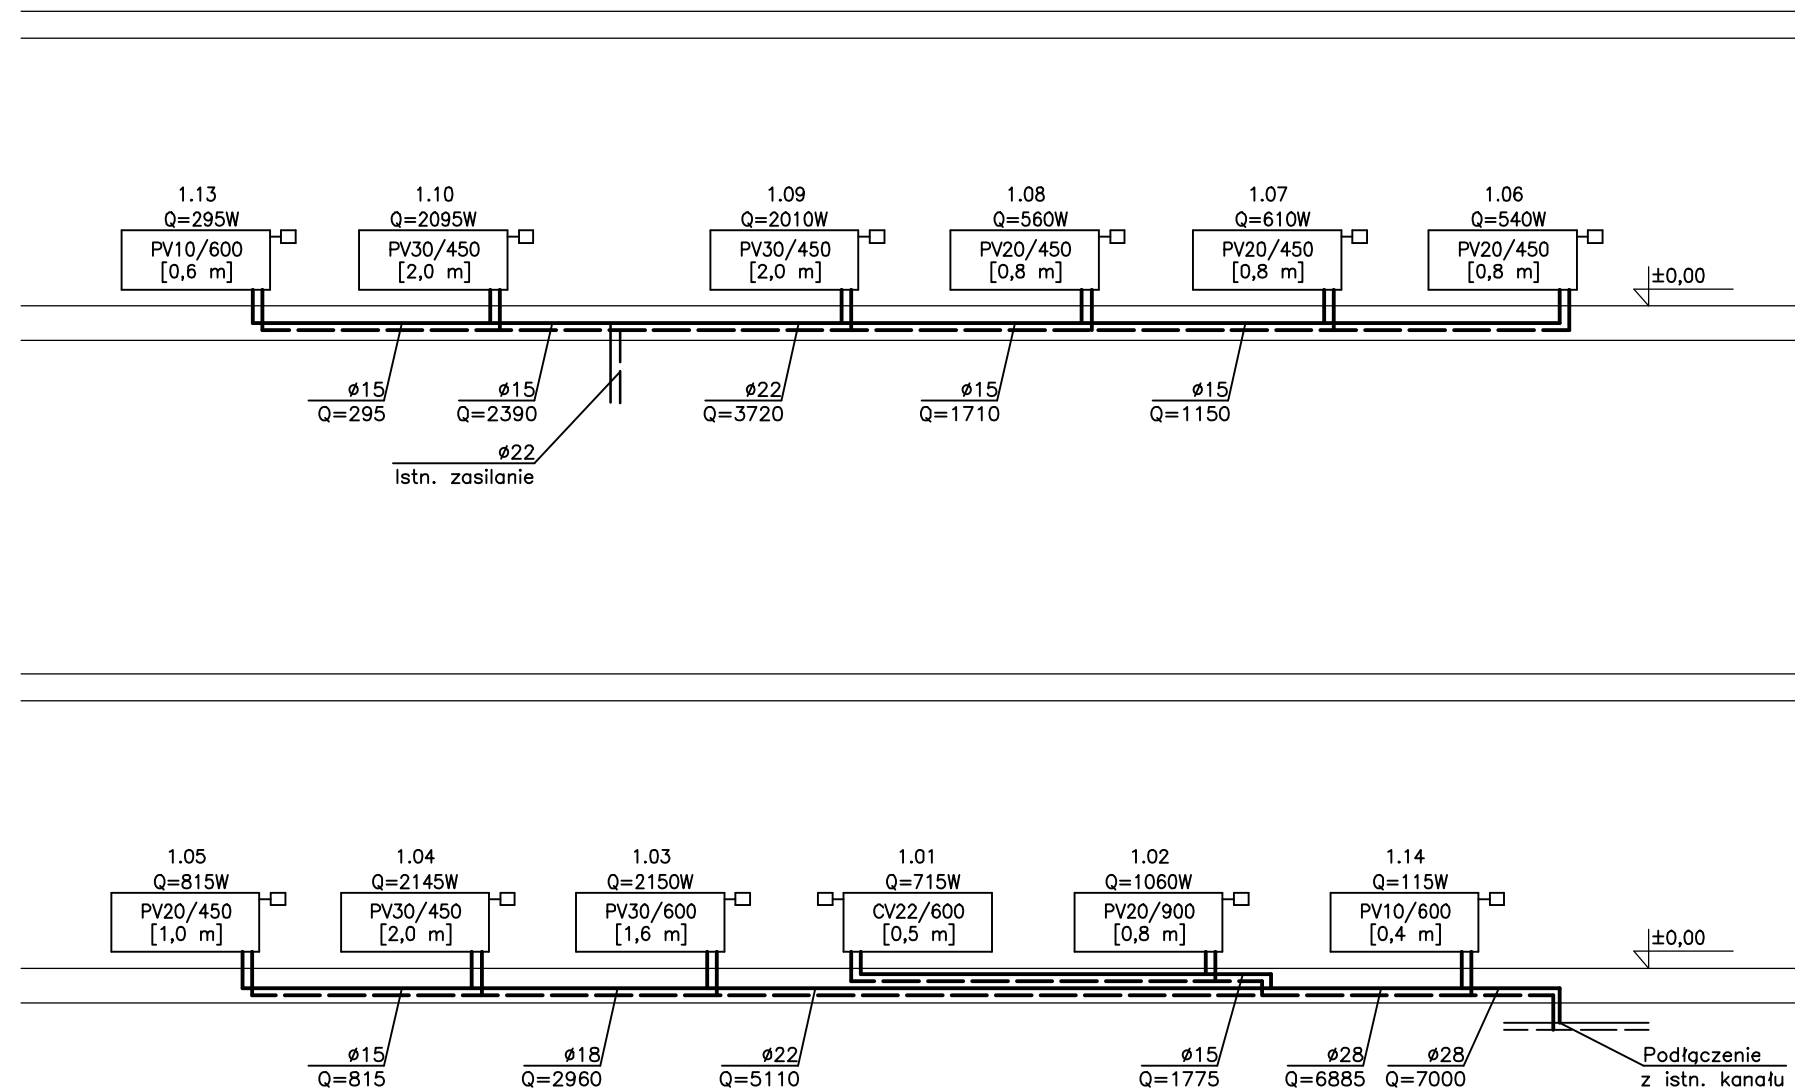 1.13
Q=295W
PV10/600
[0,6 m]
1.10
Q=2095W
PV30/450
[2,0 m]
1.09
Q=2010W
PV30/450
[2,0 m]
1.08
Q=560W
PV20/450
[0,8 m]
1.07
Q=610W
PV20/450
[0,8 m]
1.06
Q=540W
PV20/450
[0,8 m]
±0,00
ø15
Q=295
ø15
Q=2390
ø22
Q=3720
ø15
Q=1710
ø15
Q=1150
ø22
Istn. zasilanie
1.05
Q=815W
PV20/450
[1,0 m]
1.04
Q=2145W
PV30/450
[2,0 m]
1.03
Q=2150W
PV30/600
[1,6 m]
1.01
Q=715W
CV22/600
[0,5 m]
1.02
Q=1060W
PV20/900
[0,8 m]
1.14
Q=115W
PV10/600
[0,4 m]
±0,00
ø15
Q=815
ø18
Q=2960
ø22
Q=5110
ø15
Q=1775
ø28
Q=6885
ø28
Q=7000
Podłączenie
z istn. kanału